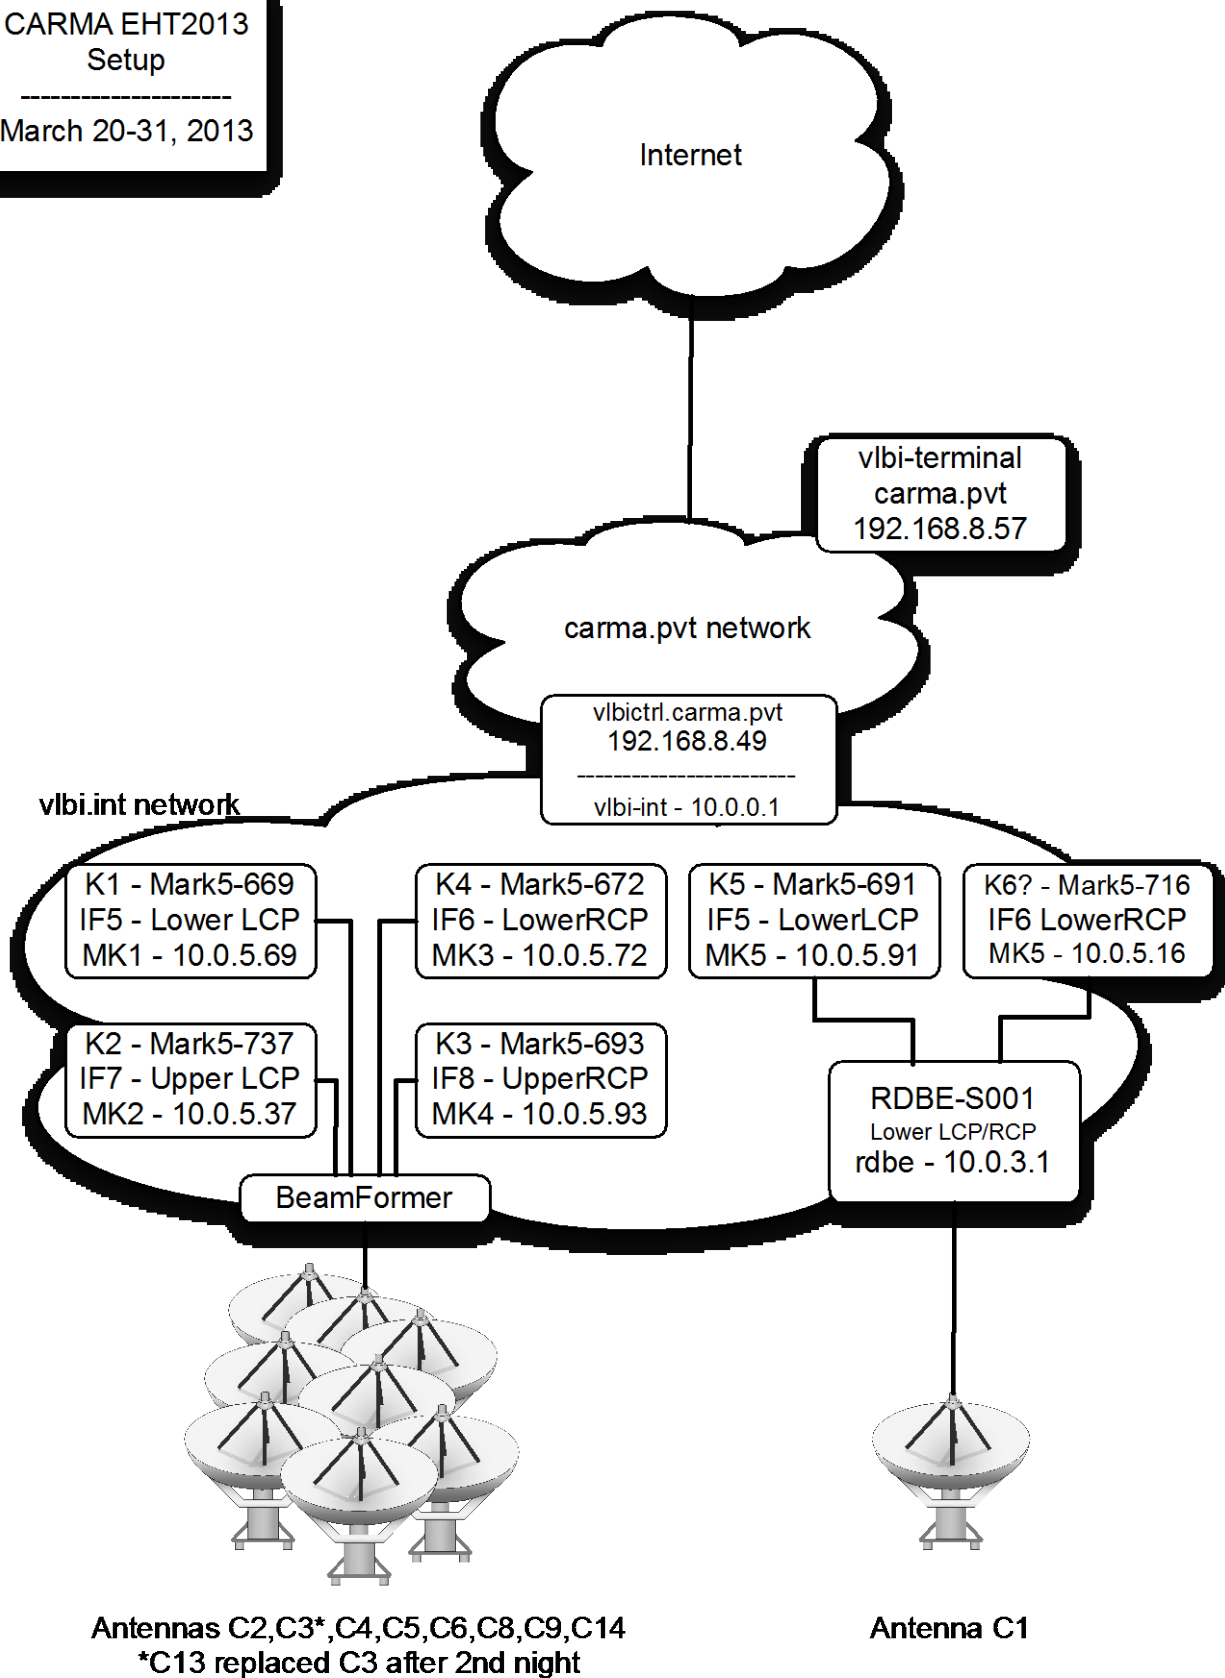 CARMA EHT2013
Setup
---------------------
March 20-31, 2013
Internet
vlbi-terminal
carma.pvt
192.168.8.57
carma.pvt network
vlbictrl.carma.pvt
192.168.8.49
------------------------
vlbi-int - 10.0.0.1
vlbi.int network
K1 - Mark5-669
IF5 - Lower LCP
MK1 - 10.0.5.69
K4 - Mark5-672
IF6 - LowerRCP
MK3 - 10.0.5.72
K5 - Mark5-691
IF5 - LowerLCP
MK5 - 10.0.5.91
K6? - Mark5-716
IF6 LowerRCP
MK5 - 10.0.5.16
K2 - Mark5-737
IF7 - Upper LCP
MK2 - 10.0.5.37
K3 - Mark5-693
IF8 - UpperRCP
MK4 - 10.0.5.93
RDBE-S001
Lower LCP/RCP
rdbe - 10.0.3.1
BeamFormer
Antennas C2,C3*,C4,C5,C6,C8,C9,C14
*C13 replaced C3 after 2nd night
Antenna C1